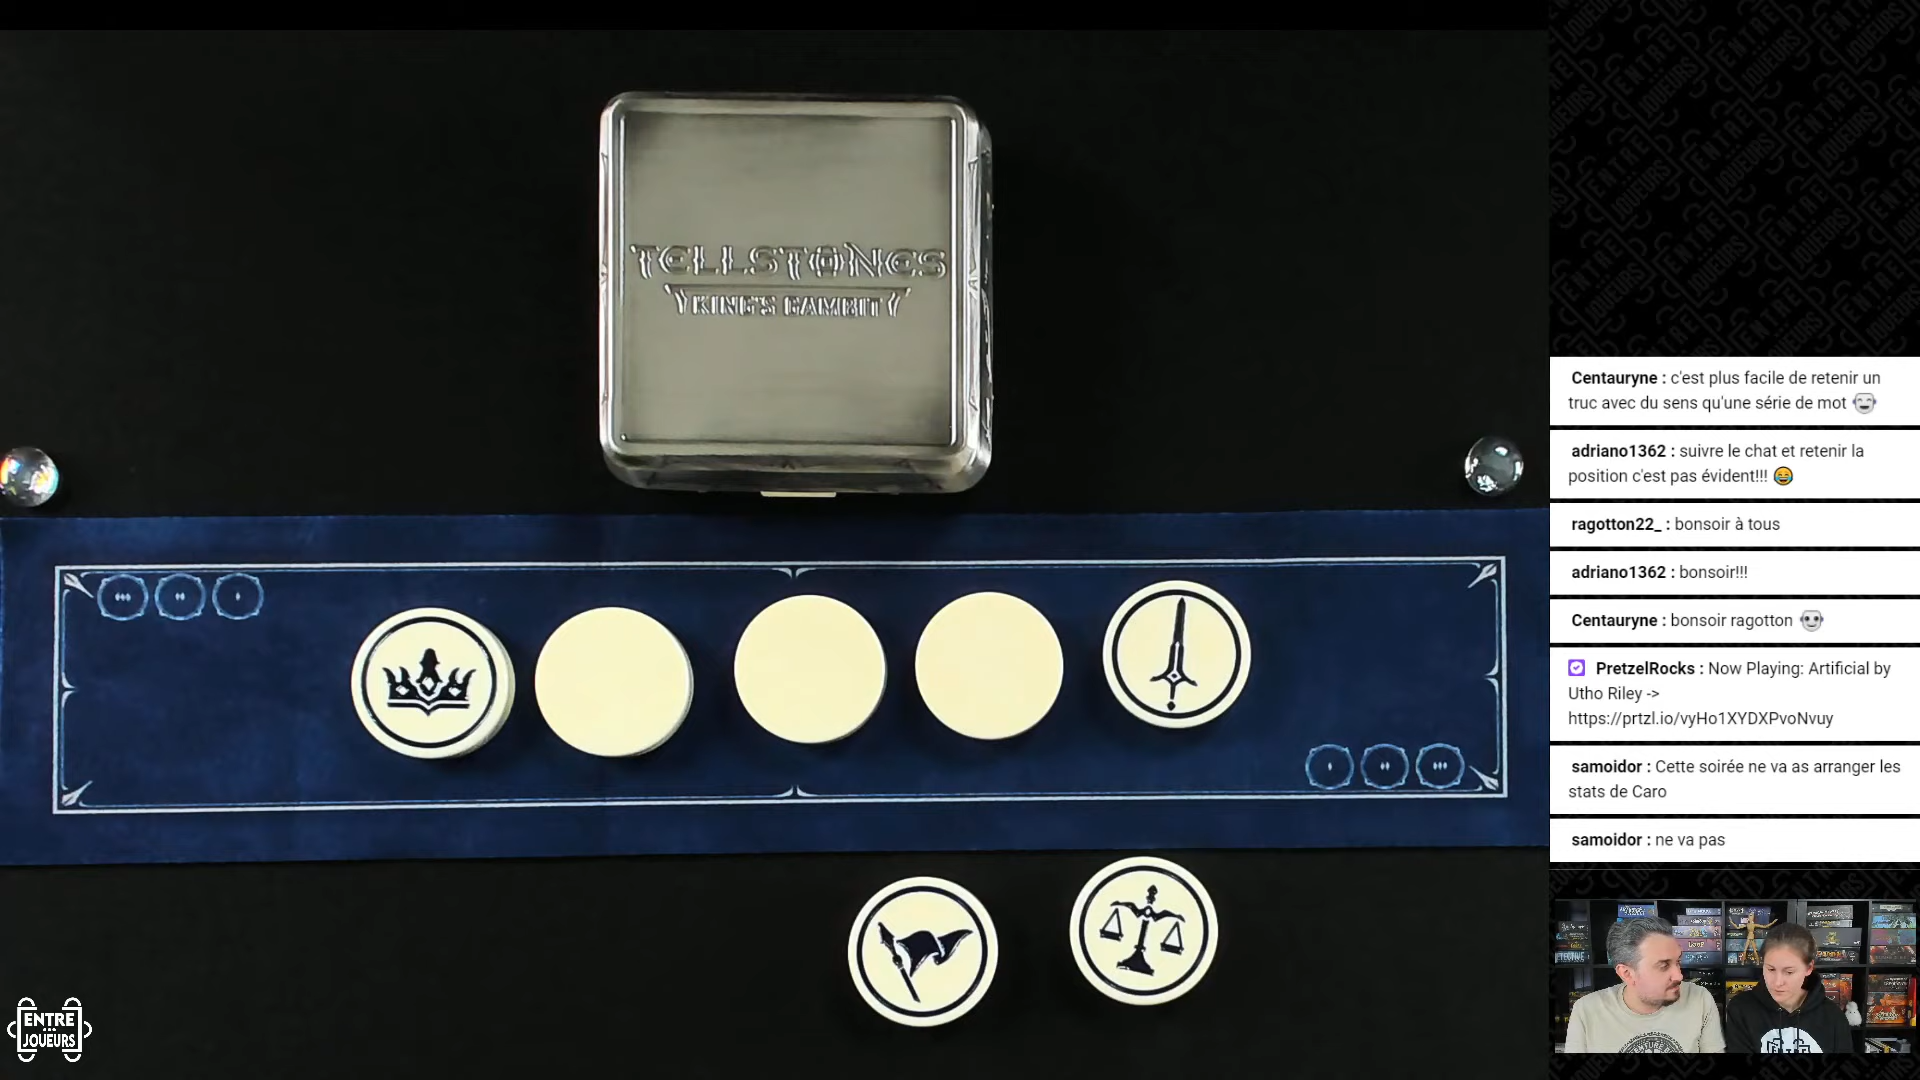 TELLSTONES
KING'S GAMBIT
Centauryne : c'est plus facile de retenir un
truc avec du sens qu'une série de mot
adriano1362 : suivre le chat et retenir la
position c'est pas évident!!!
ragotton22_ : bonsoir à tous
adriano1362 : bonsoir!!!
Centauryne : bonsoir ragotton
PretzelRocks : Now Playing: Artificial by
Utho Riley ->
https://prtzl.io/vyHo1XYDXPvoNvuy
samoidor : Cette soirée ne va as arranger les
stats de Caro
samoidor : ne va pas
ENTRE
JOUEURS